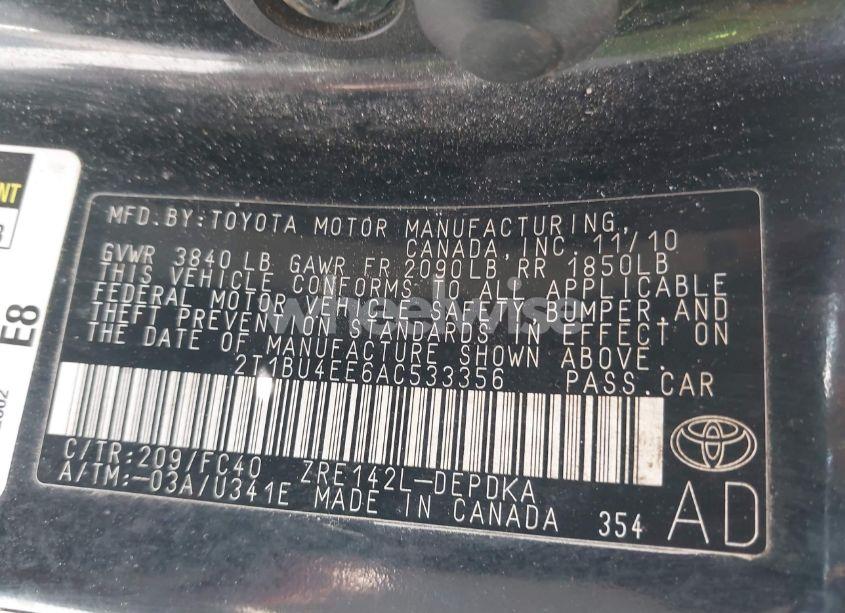 NT
R
E8
MFD.BY:TOYOTA MOTOR MANUFACTURING,
CANADA,INC. 11/10
GVWR 3840 LB GAWR FR 2090LB RR 1850LB
THIS VEHICLE CONFORMS TO ALL APPLICABLE
FEDERAL MOTOR VEHICLE SAFETY,BUMPER,AND
THEFT PREVENTION STANDARDS IN EFFECT ON
THE DATE OF MANUFACTURE SHOWN ABOVE.
2T1BU4EE6AC533356 PASS.CAR
C/TR:209/FC40 ZRE142L-DEPDKA
A/TM:-03A/U341E MADE IN CANADA 354
AD
wheelwise